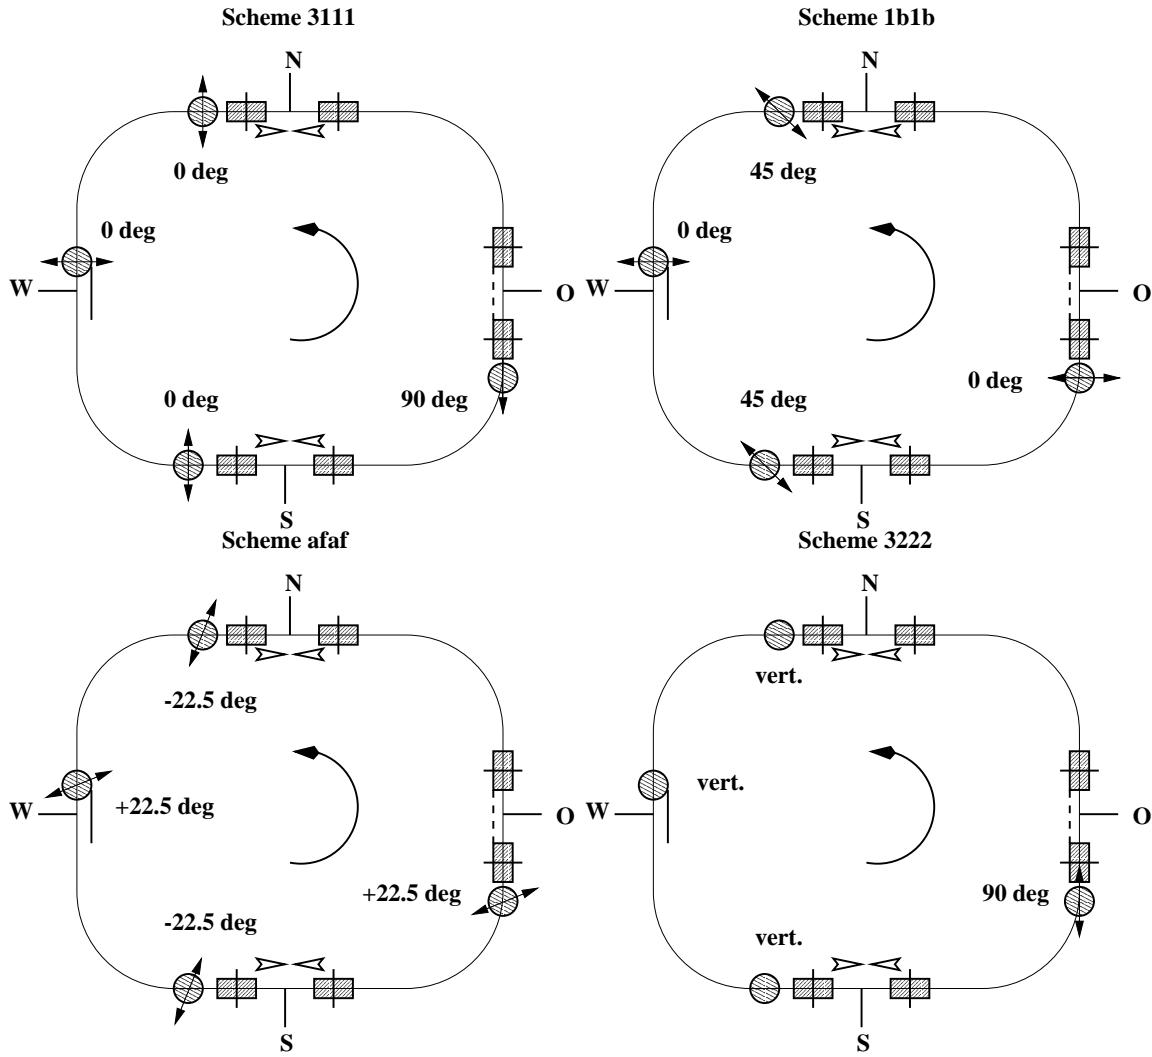 Scheme 3111
N
0 deg
0 deg
W
O
0 deg
90 deg
S
Scheme 1b1b
N
45 deg
0 deg
W
O
0 deg
45 deg
S
Scheme afaf
N
-22.5 deg
W
+22.5 deg
O
+22.5 deg
-22.5 deg
S
Scheme 3222
N
vert.
vert.
W
O
90 deg
vert.
S